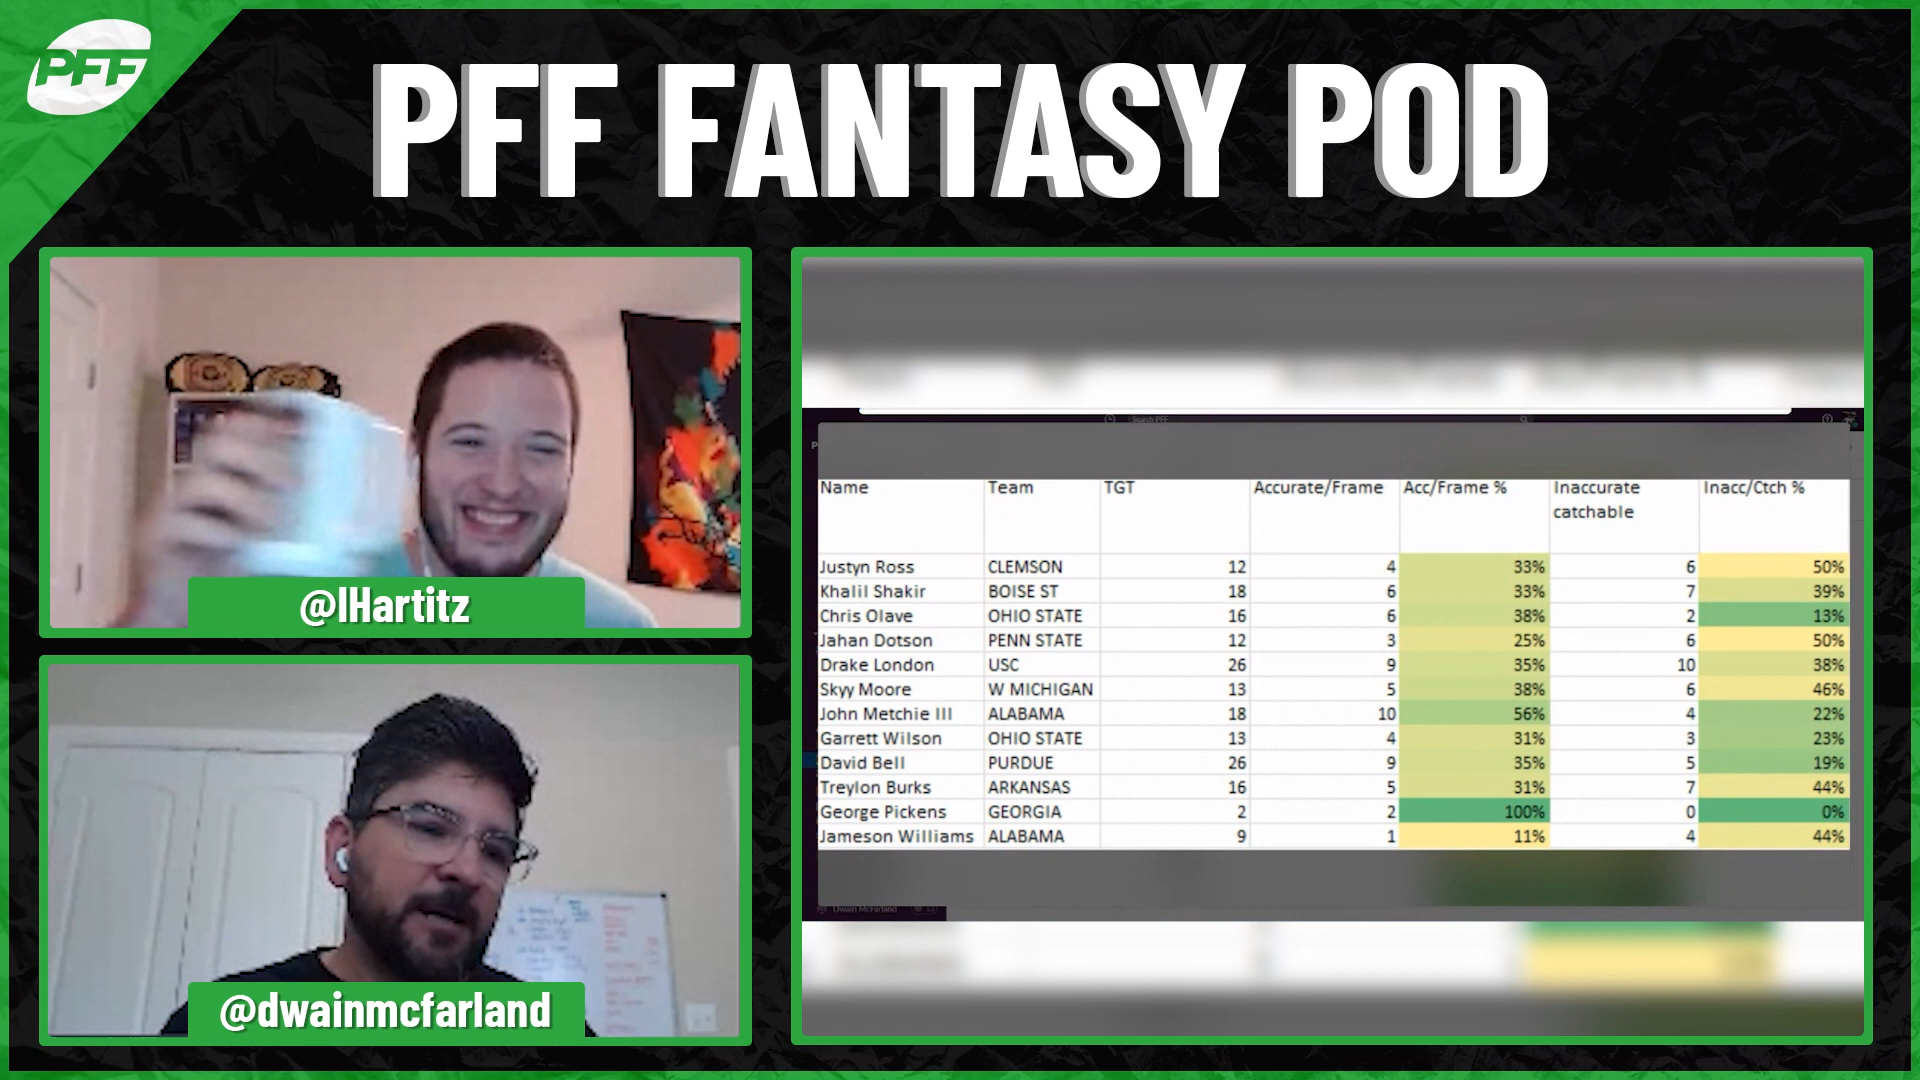 PFF
PFF FANTASY POD
@IHartitz
@dwainmcfarland
Search PFF
Name Team TGT Accurate/Frame Acc/Frame % Inaccurate catchable Inacc/Ctch %
Justyn Ross CLEMSON 12 4 33% 6 50%
Khalil Shakir BOISE ST 18 6 33% 7 39%
Chris Olave OHIO STATE 16 6 38% 2 13%
Jahan Dotson PENN STATE 12 3 25% 6 50%
Drake London USC 26 9 35% 10 38%
Skyy Moore W MICHIGAN 13 5 38% 6 46%
John Metchie III ALABAMA 18 10 56% 4 22%
Garrett Wilson OHIO STATE 13 4 31% 3 23%
David Bell PURDUE 26 9 35% 5 19%
Treylon Burks ARKANSAS 16 5 31% 7 44%
George Pickens GEORGIA 2 2 100% 0 0%
Jameson Williams ALABAMA 9 1 11% 4 44%
Dwain McFarland